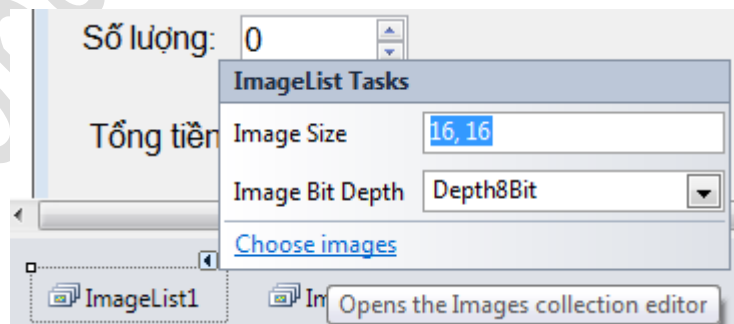 Số lượng: 0
ImageList Tasks
Tổng tiền
Image Size 16, 16
Image Bit Depth Depth8Bit
Choose images
ImageList1
Opens the Images collection editor